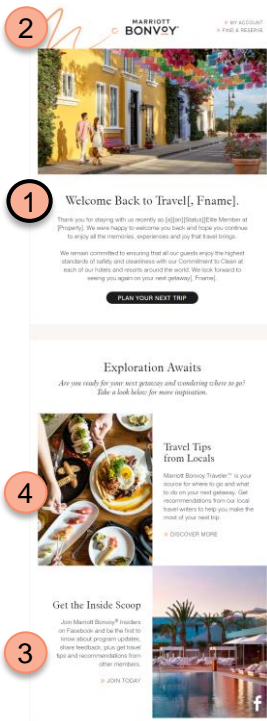 2
MARRIOTT
BONVOY
» MY ACCOUNT
» FIND & RESERVE
1
Welcome Back to Travel[, Fname].
Thank you for staying with us recently as [a][an][Status][Elite Member at
[Property]. We were happy to welcome you back and hope you continue
to enjoy all the memories, experiences and joy that travel brings.
We remain committed to ensuring that all our guests enjoy the highest
standards of safety and cleanliness with our Commitment to Clean at
each of our hotels and resorts around the world. We look forward to
seeing you again on your next getaway[, Fname].
PLAN YOUR NEXT TRIP
Exploration Awaits
Are you ready for your next getaway and wondering where to go?
Take a look below for more inspiration.
4
Travel Tips
from Locals
Marriott Bonvoy Traveler™ is your
source for where to go and what
to do on your next getaway. Get
recommendations from our local
travel writers to help you make the
most of your next trip.
» DISCOVER MORE
Get the Inside Scoop
3
Join Marriott Bonvoy® Insiders
on Facebook and be the first to
know about program updates,
share feedback, plus get travel
tips and recommendations from
other members.
» JOIN TODAY
f